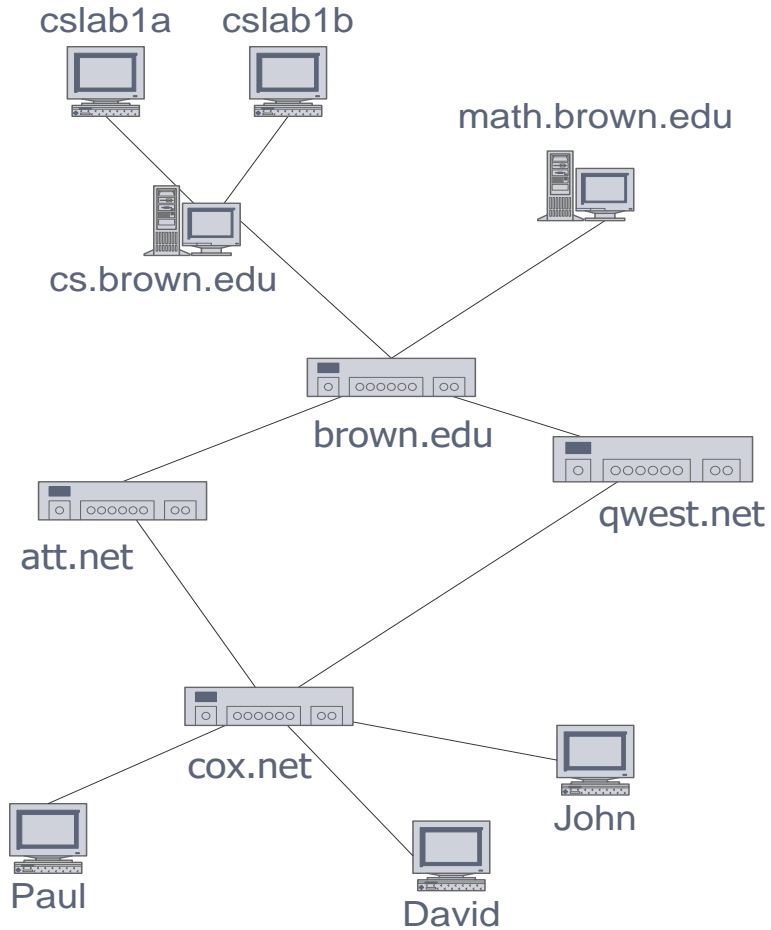 cslab1a
cslab1b
math.brown.edu
cs.brown.edu
brown.edu
qwest.net
att.net
cox.net
John
Paul
David